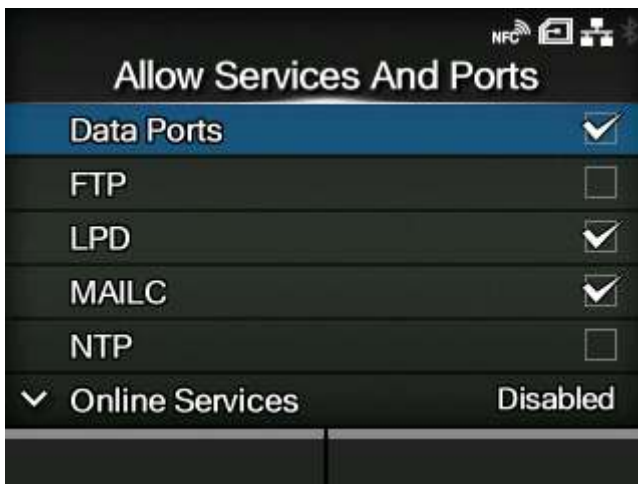 NFC
Allow Services And Ports
Data Ports
FTP
LPD
MAILC
NTP
Online Services Disabled